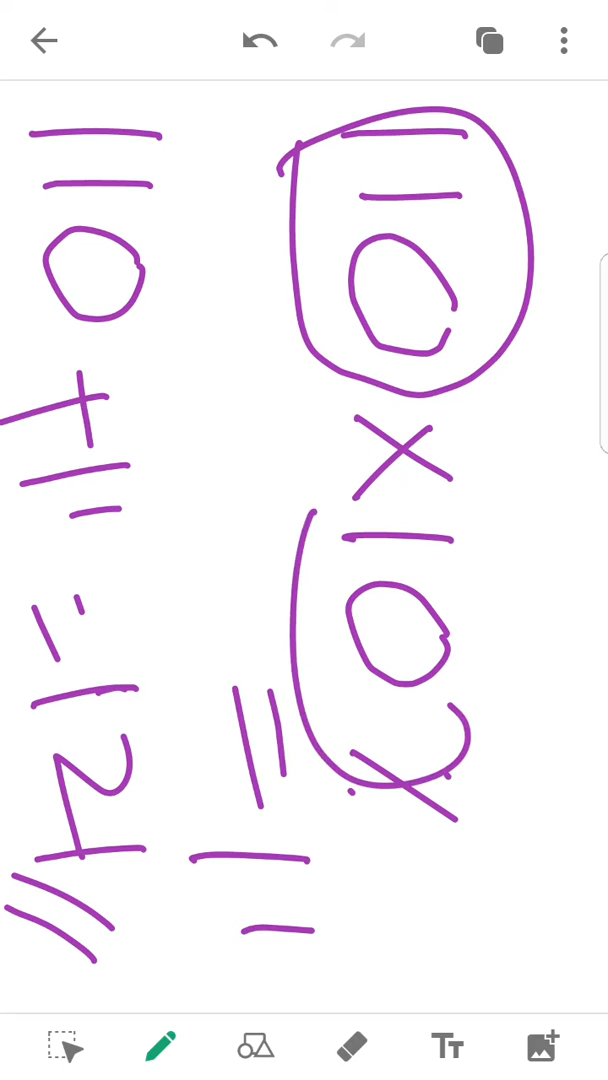 110 × 10%
= 11
110 + 11 = 121